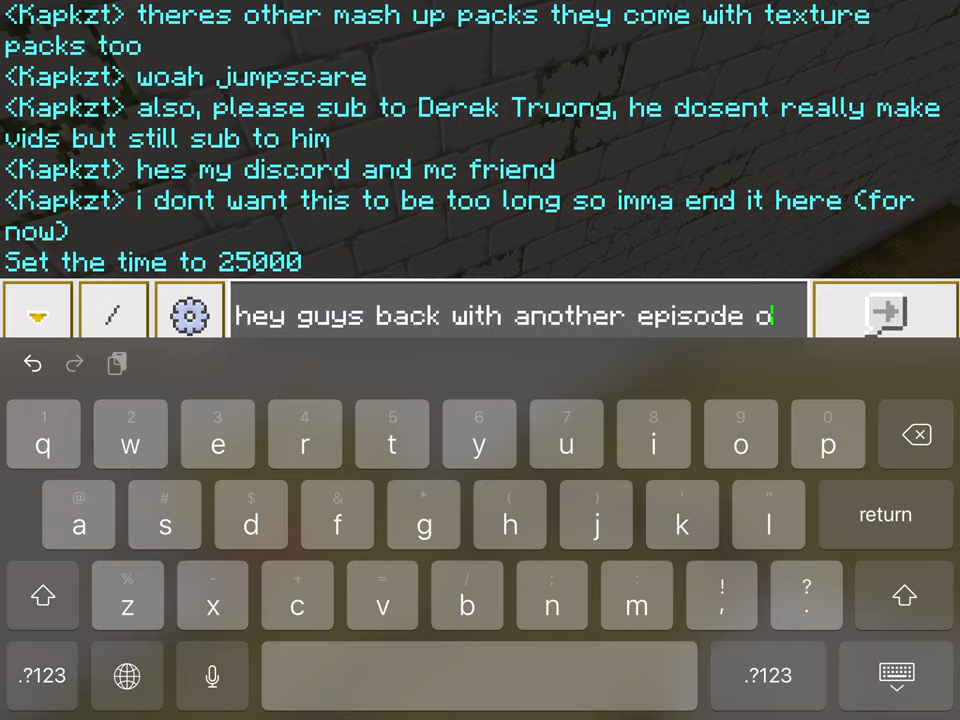 <Kapkzt> theres other mash up packs they come with texture
packs too
<Kapkzt> woah jumpscare
<Kapkzt> also, please sub to Derek Truong, he dosent really make
vids but still sub to him
<Kapkzt> hes my discord and mc friend
<Kapkzt> i dont want this to be too long so imma end it here (for
now)
Set the time to 25000
/ hey guys back with another episode o
1 2 3 4 5 6 7 8 9 0
q w e r t y u i o p
@ # $ & * ( ) ' "
a s d f g h j k l return
% - + = / ; : ! ?
z x c v b n m , .
.?123 .?123